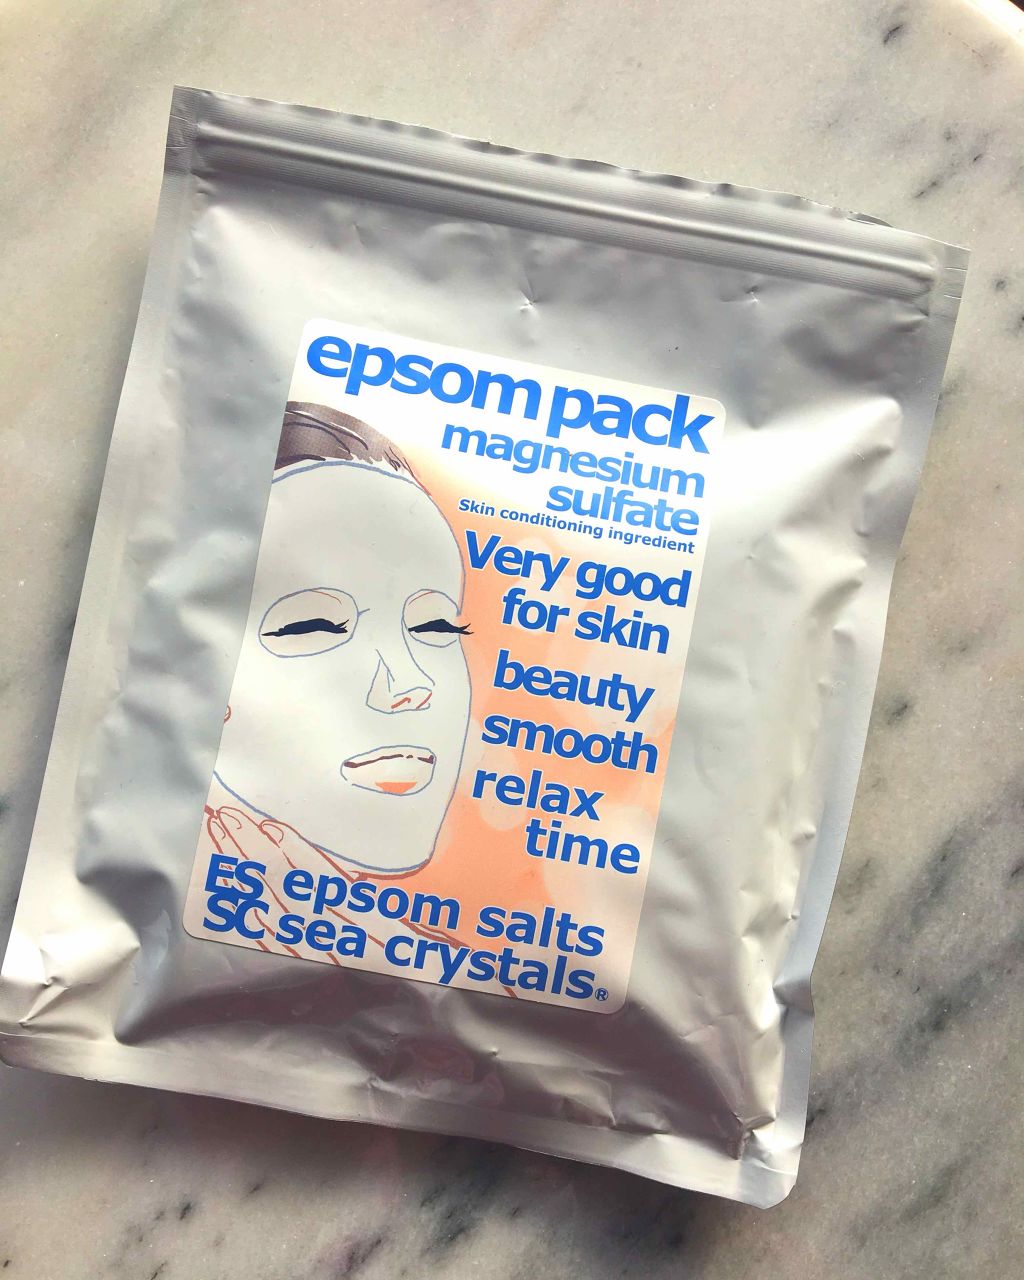 epsom pack
magnesium
sulfate
Skin conditioning ingredient
Very good
for skin
beauty
smooth
relax
time
ES epsom salts
SC sea crystals®